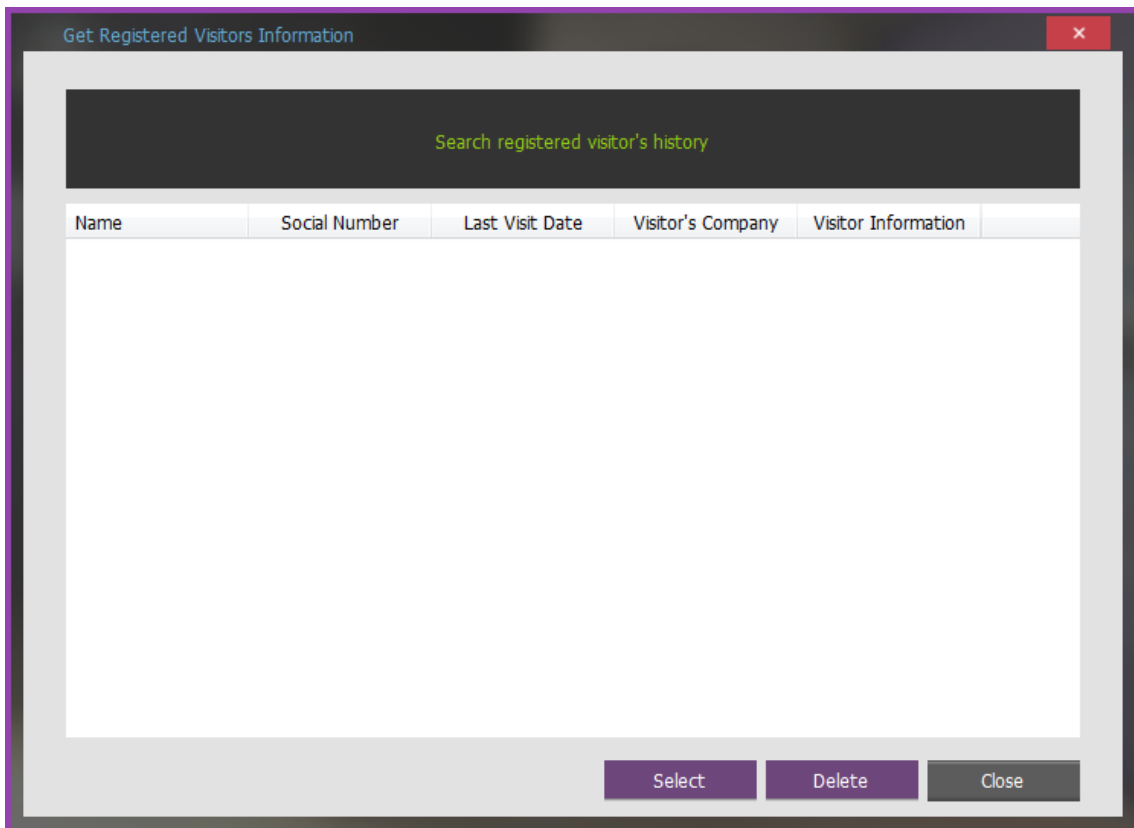 Get Registered Visitors Information
Search registered visitor's history
Name Social Number Last Visit Date Visitor's Company Visitor Information
Select Delete Close